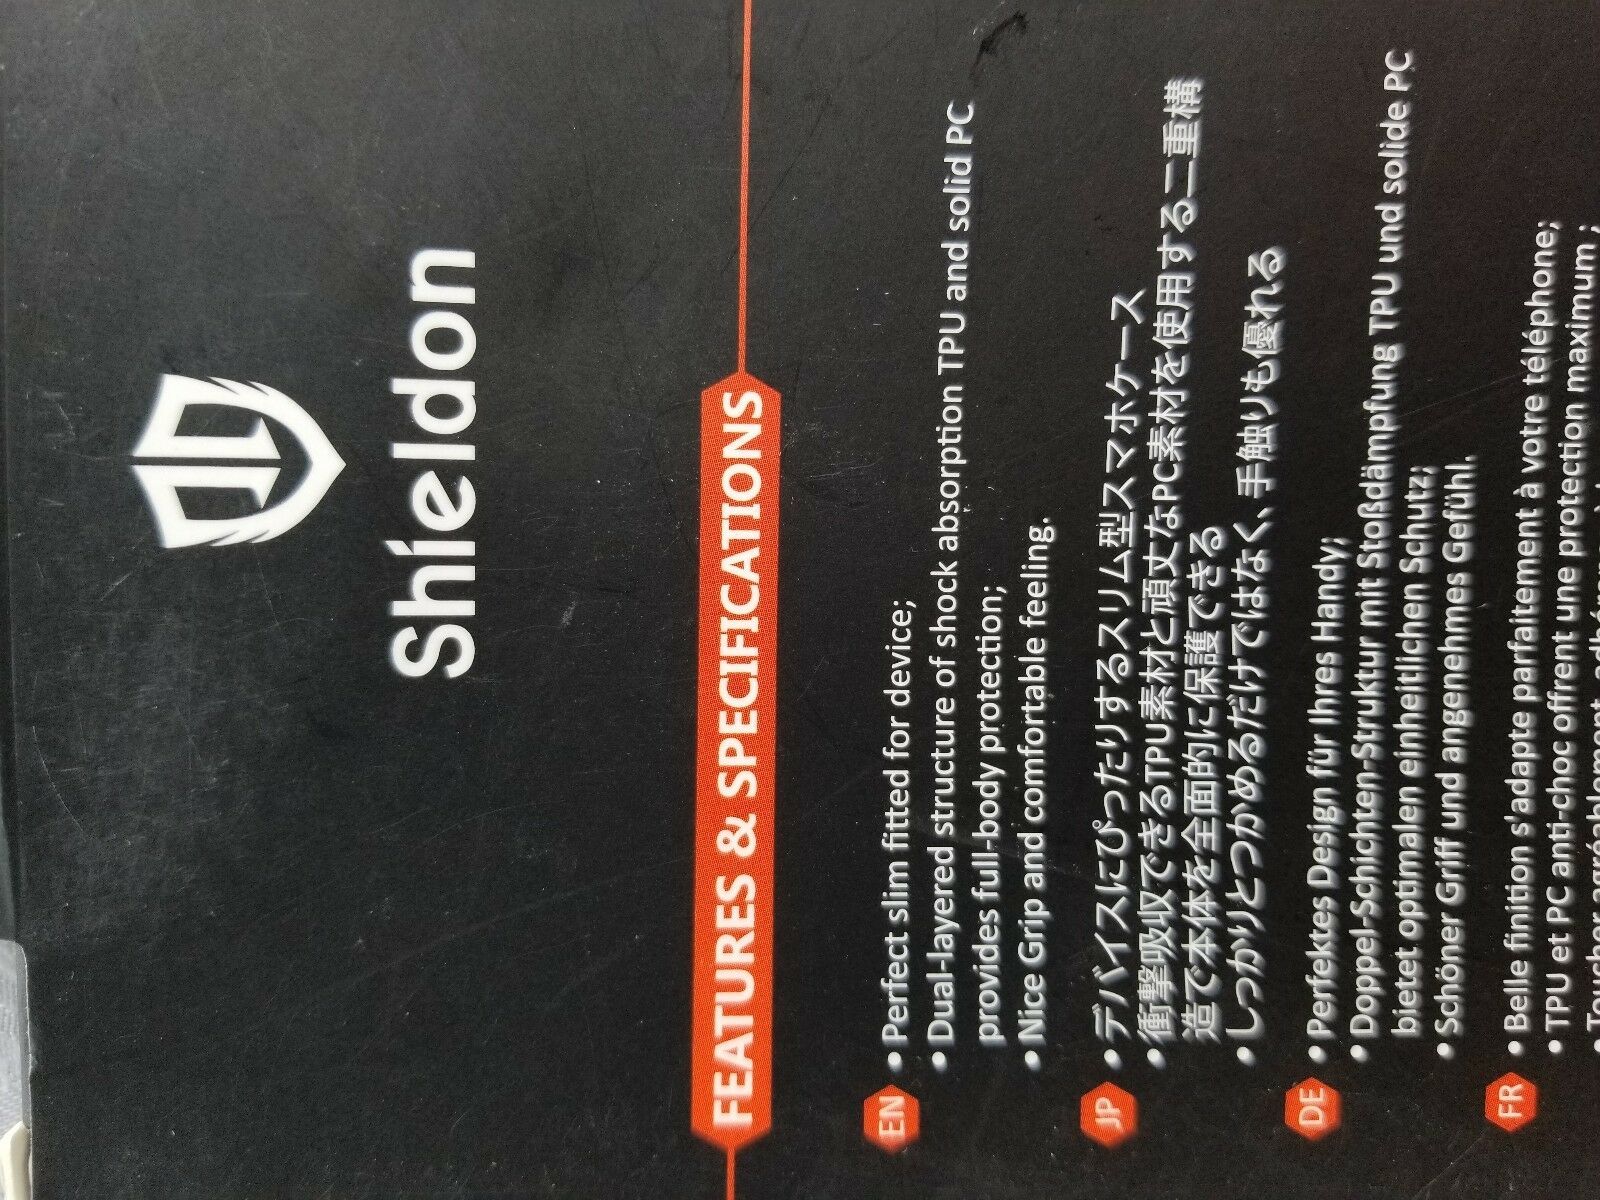 Shieldon
FEATURES & SPECIFICATIONS
EN
• Perfect slim fitted for device;
• Dual-layered structure of shock absorption TPU and solid PC
provides full-body protection;
• Nice Grip and comfortable feeling.
JP
• デバイスにぴったりするスリム型スマホケース
• 衝撃吸収できるTPU素材と頑丈なPC素材を使用する二重構
造で本体を全面的に保護できる
• しっかりとつかめるだけではなく、手触りも優れる
DE
• Perfektes Design für Ihres Handy;
• Doppel-Schichten-Struktur mit Stoßdämpfung TPU und solide PC
bietet optimalen einheitlichen Schutz;
• Schöner Griff und angenehmes Gefühl.
FR
• Belle finition s'adapte parfaitement à votre téléphone;
• TPU et PC anti-choc offrent une protection maximum ;
• Toucher agréablement